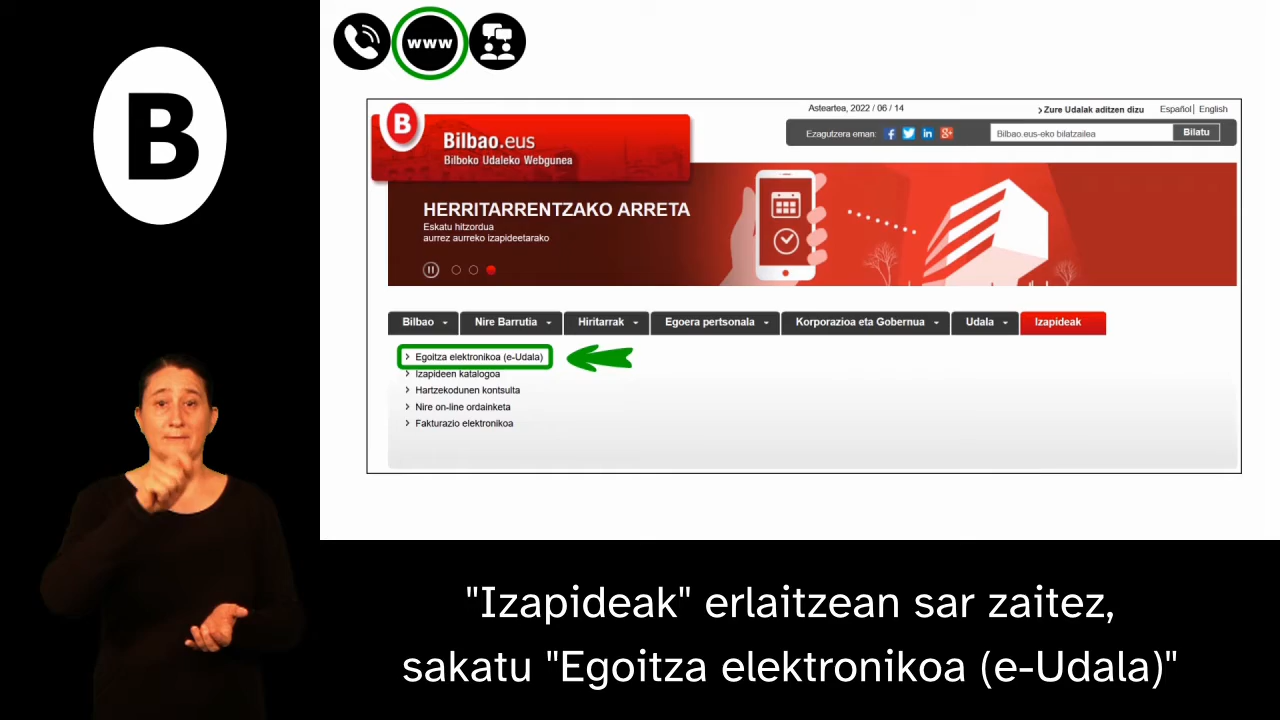 B
www
B
Bilbao.eus
Bilboko Udaleko Webgunea
Asteartea, 2022 / 06 / 14
Zure Udalak aditzen dizu
Español| English
Ezagutzera eman:
Bilbao.eus-eko bilatzailea
Bilatu
HERRITARRENTZAKO ARRETA
Eskatu hitzordua
aurrez aurreko izapideetarako
Bilbao Nire Barrutia Hiritarrak Egoera pertsonala Korporazioa eta Gobernua Udala Izapideak
Egoitza elektronikoa (e-Udala)
Izapideen katalogoa
Hartzekodunen kontsulta
Nire on-line ordainketa
Fakturazio elektronikoa
"Izapideak" erlaitzean sar zaitez,
sakatu "Egoitza elektronikoa (e-Udala)"